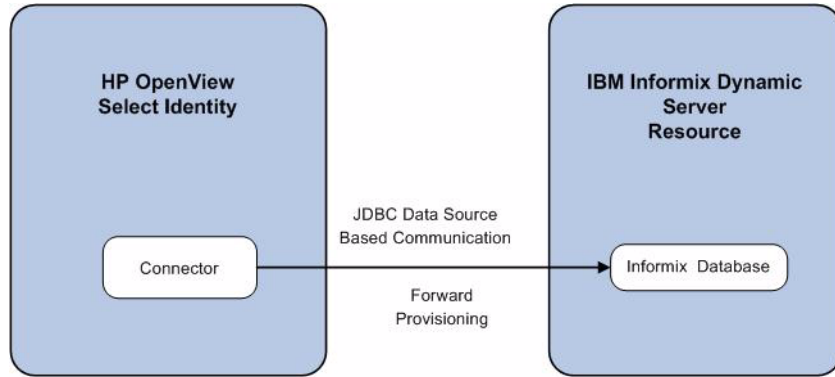 HP OpenView
Select Identity
IBM Informix Dynamic
Server
Resource
JDBC Data Source
Based Communication
Connector
Informix Database
Forward
Provisioning